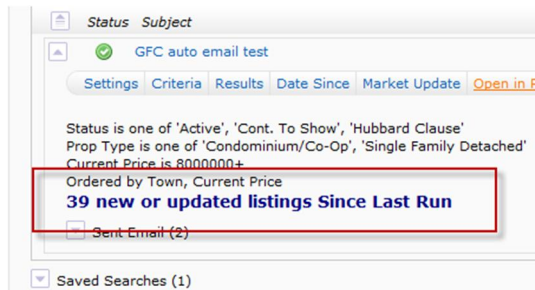 Status Subject
GFC auto email test
Settings Criteria Results Date Since Market Update Open in
Status is one of 'Active', 'Cont. To Show', 'Hubbard Clause'
Prop Type is one of 'Condominium/Co-Op', 'Single Family Detached'
Current Price is 8000000+
Ordered by Town, Current Price
39 new or updated listings Since Last Run
Sent Email (2)
Saved Searches (1)